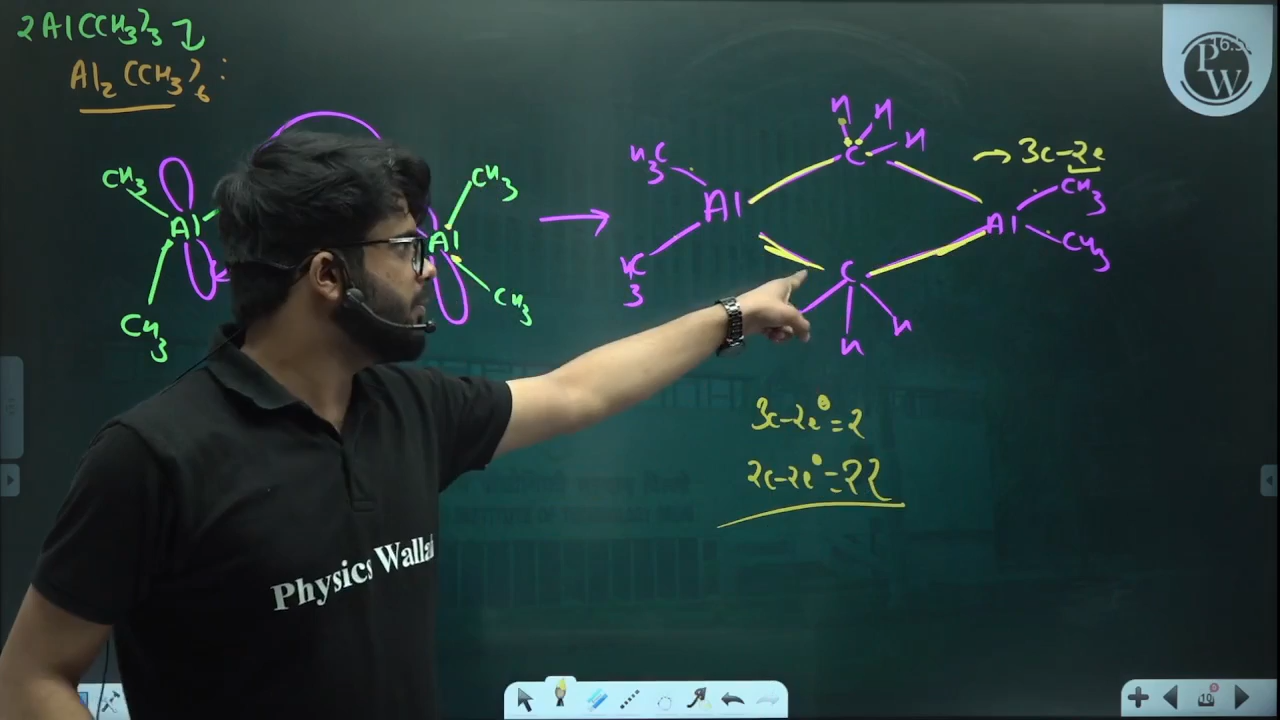 2Al(CH3)3
Al2(CH3)6 :
CH3
CH3
Al
CH3
Al
CH3
CH3
H H H
H3C
C
→ 3c-2e
Al
CH3
Al
H3C
C
CH3
H
H
3c-2e = 2
2c-2e = 22
PW
Physics Wallah